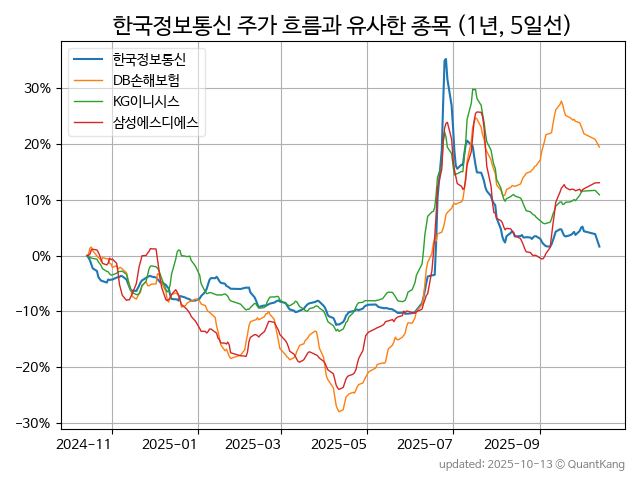 한국정보통신 주가 흐름과 유사한 종목 (1년, 5일선)
한국정보통신
DB손해보험
KG이니시스
삼성에스디에스
30%
20%
10%
0%
−10%
−20%
−30%
2024-11 2025-01 2025-03 2025-05 2025-07 2025-09
updated: 2025-10-13 © QuantKang